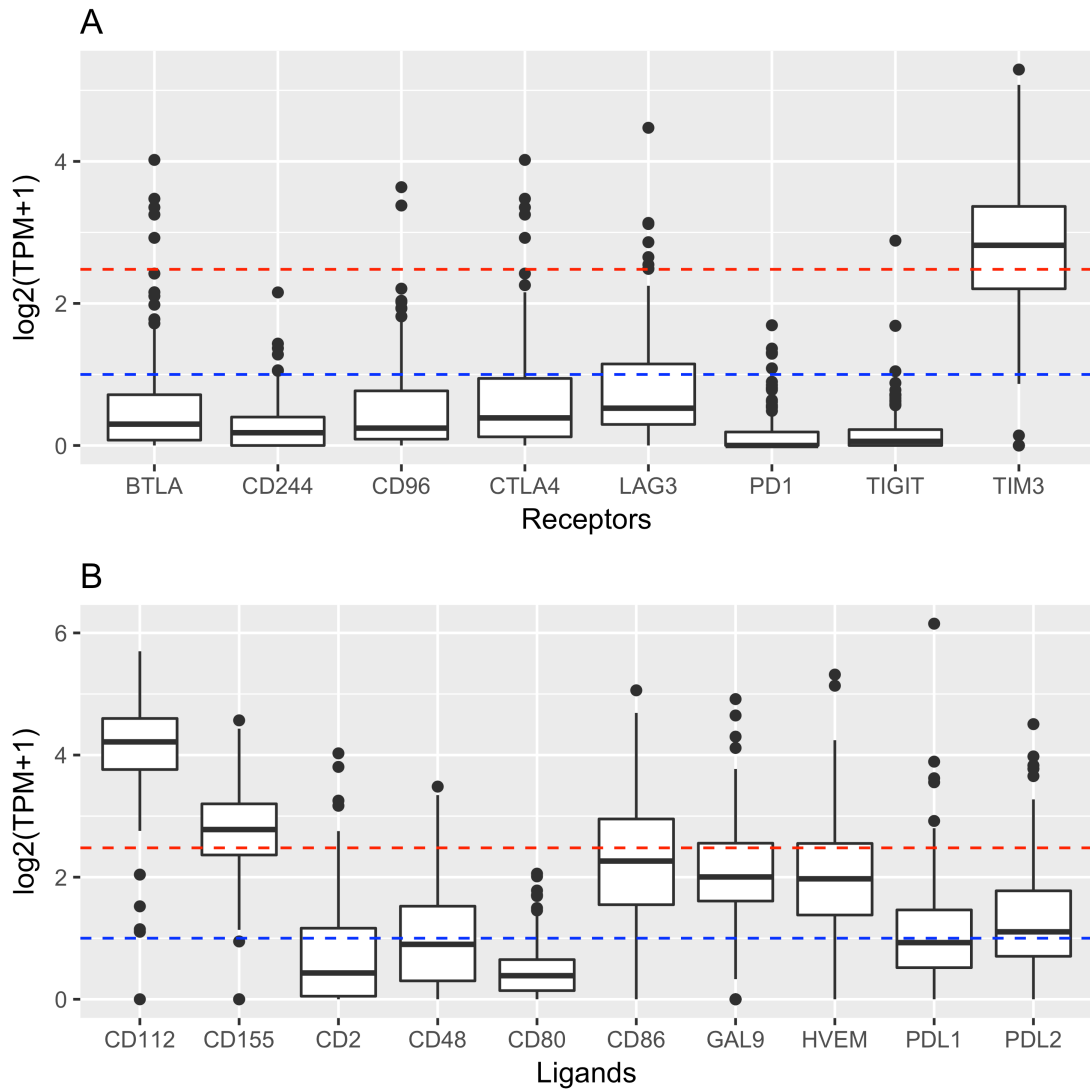 A
log2(TPM+1)
4
2
0
BTLA CD244 CD96 CTLA4 LAG3 PD1 TIGIT TIM3
Receptors
B
log2(TPM+1)
6
4
2
0
CD112 CD155 CD2 CD48 CD80 CD86 GAL9 HVEM PDL1 PDL2
Ligands